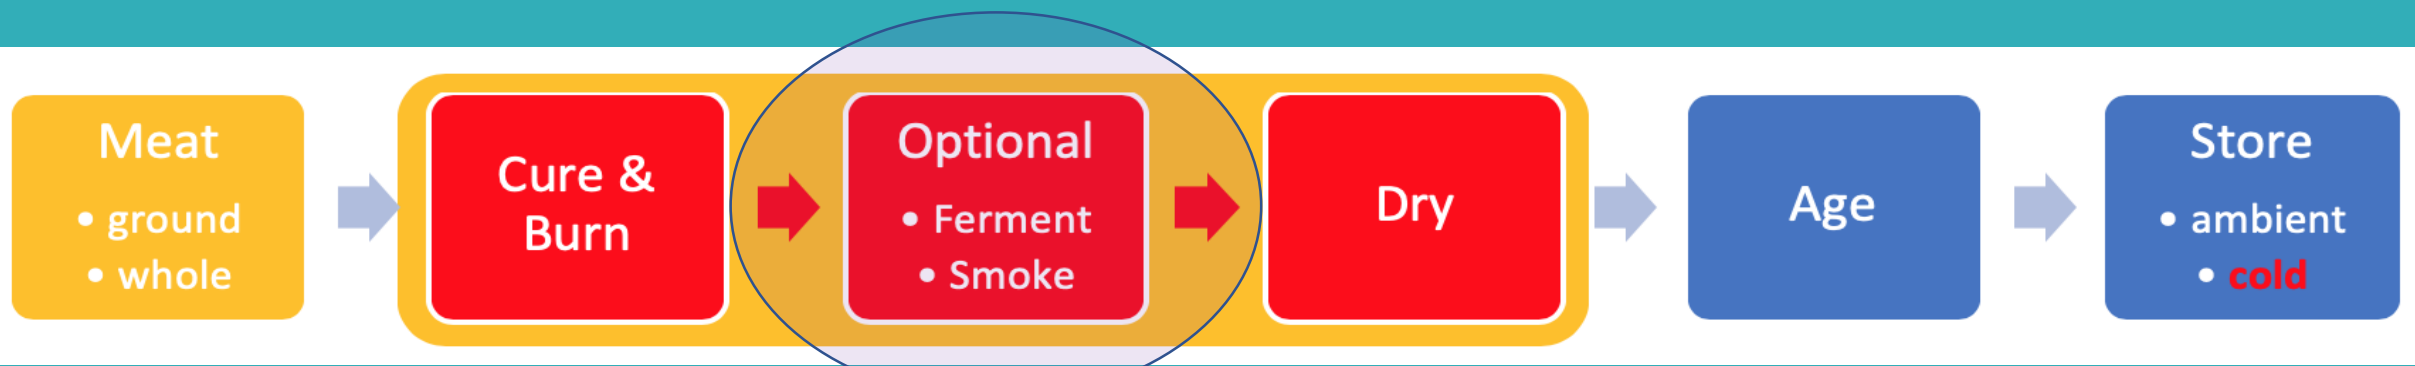 Meat
• ground
• whole
Cure &
Burn
Optional
• Ferment
• Smoke
Dry
Age
Store
• ambient
• cold